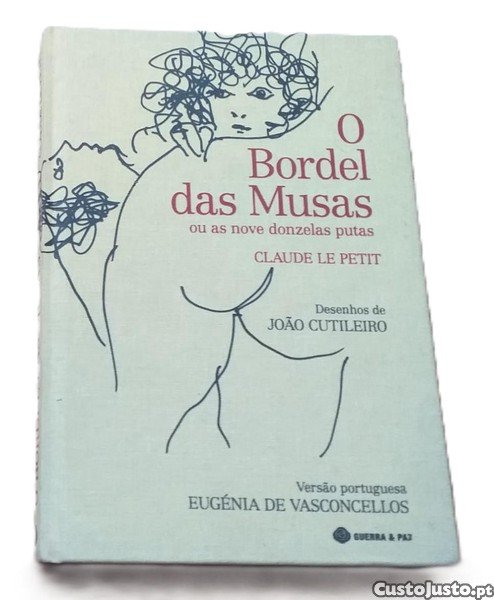 O
Bordel
das Musas
ou as nove donzelas putas
CLAUDE LE PETIT
Desenhos de
JOÃO CUTILEIRO
Versão portuguesa
EUGÉNIA DE VASCONCELLOS
GUERRA & PAZ
CustoJusto.pt